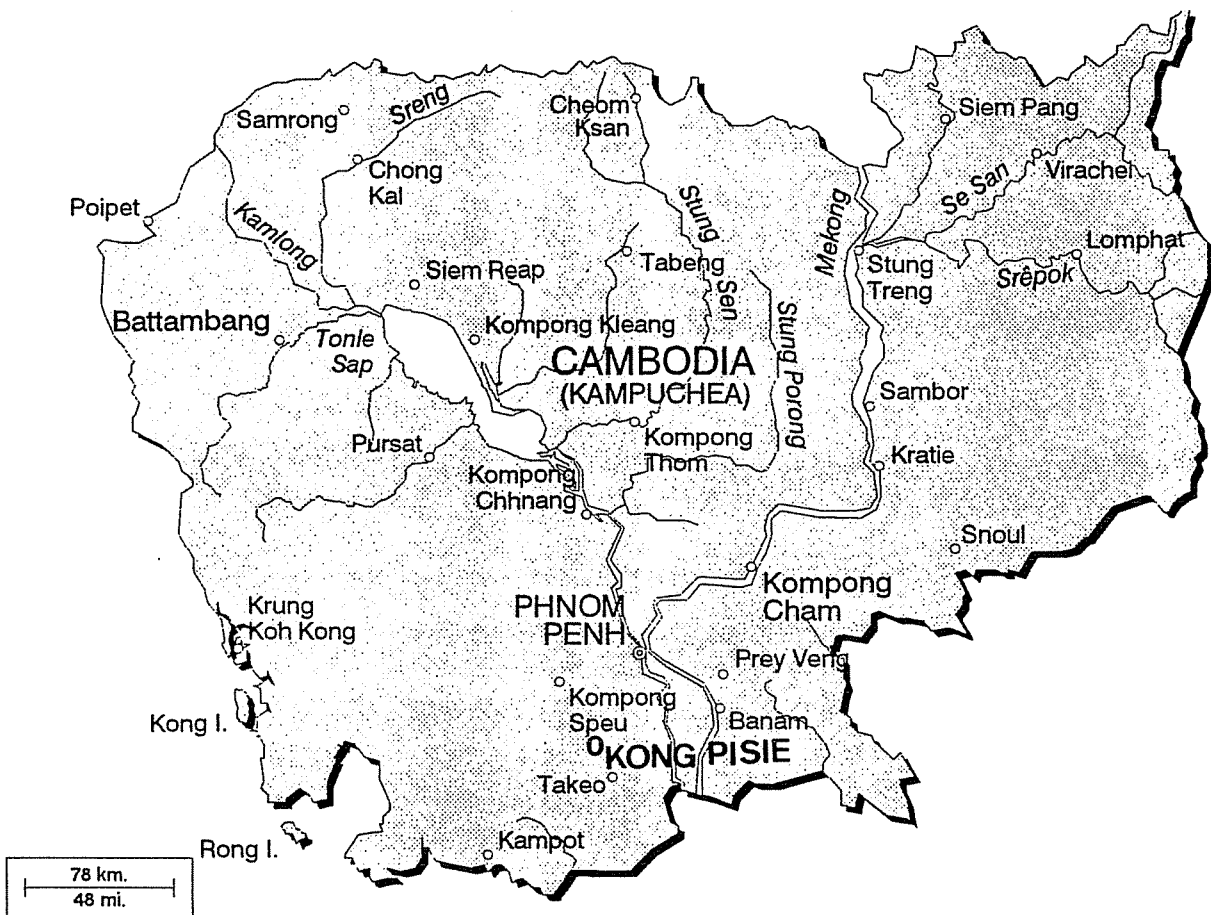 Samrong
Sreng
Cheom
Ksan
Siem Pang
Chong
Kal
Se San
Virachei
Poipet
Kamlong
Stung
Sen
Mekong
Lomphat
Siem Reap
Tabeng
Stung
Treng
Srêpok
Battambang
Tonle
Sap
Kompong Kleang
Stung Porong
CAMBODIA
(KAMPUCHEA)
Sambor
Pursat
Kompong
Thom
Kratie
Kompong
Chhnang
Snoul
Kompong
Cham
Krung
Koh Kong
PHNOM
PENH
Prey Veng
Kong I.
Kompong
Speu
Banam
KONG PISIE
Takeo
Rong I.
Kampot
78 km.
48 mi.